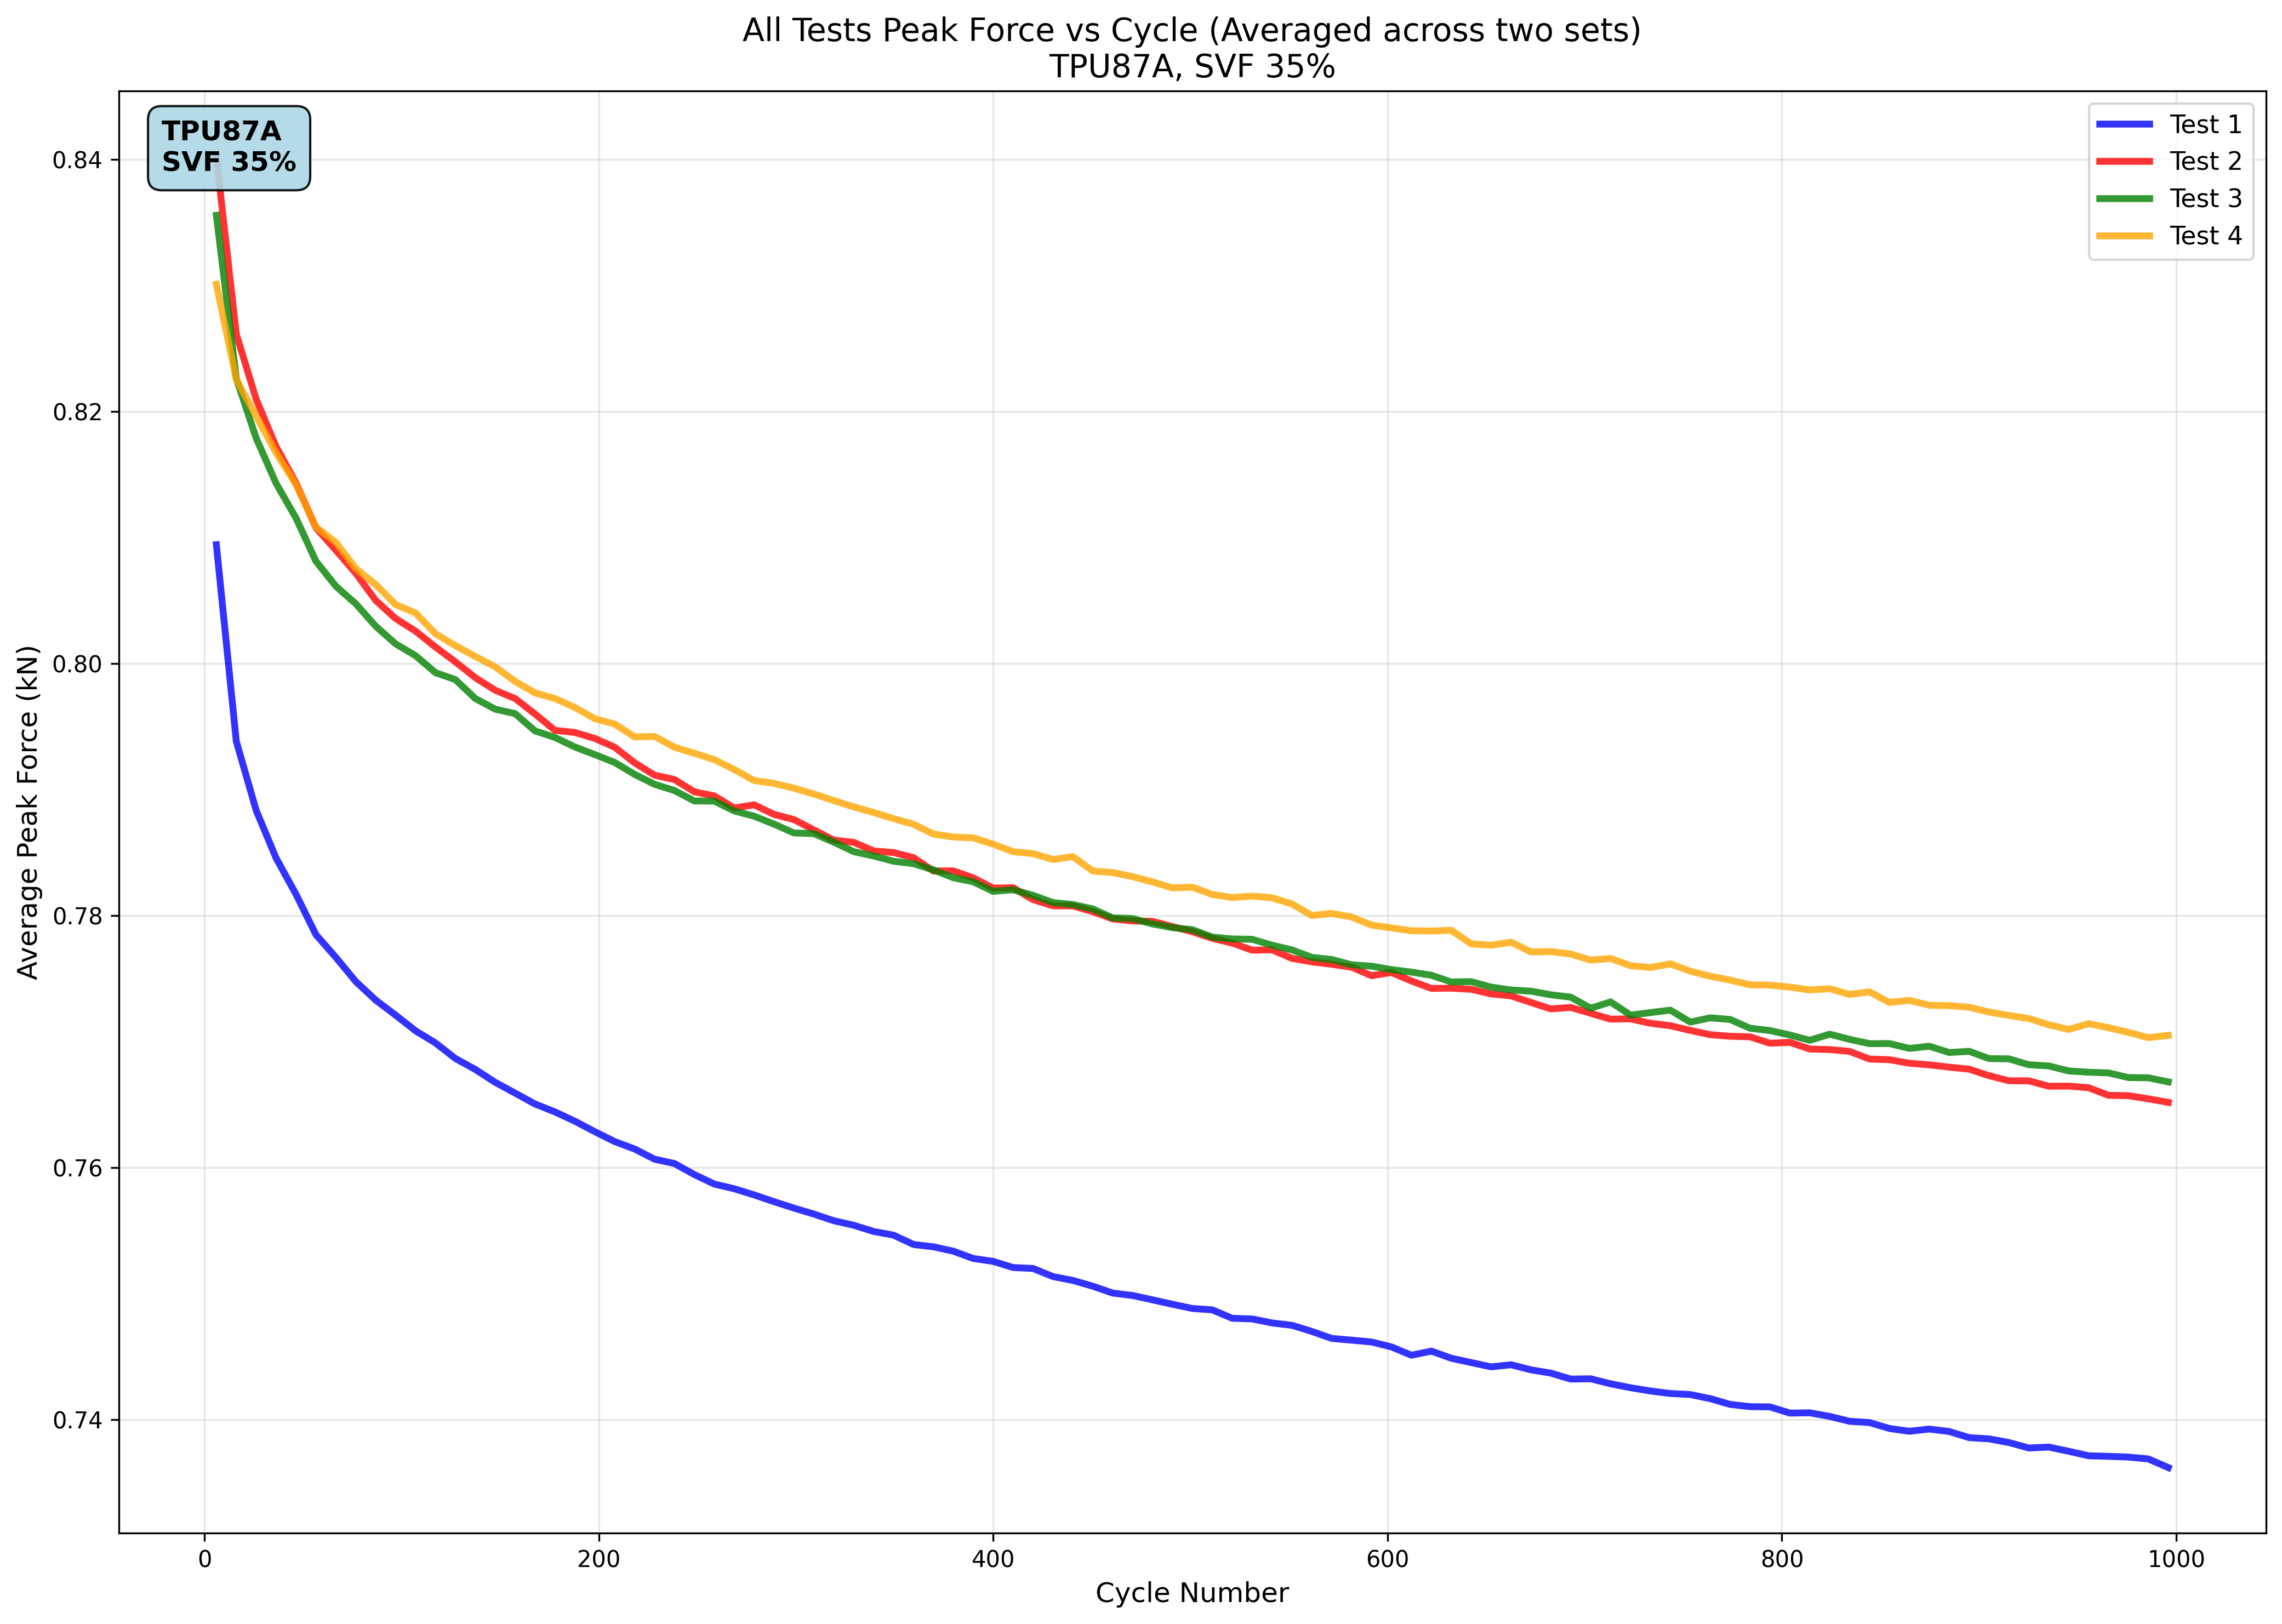 All Tests Peak Force vs Cycle (Averaged across two sets)
TPU87A, SVF 35%
TPU87A
SVF 35%
Test 1
Test 2
Test 3
Test 4
Average Peak Force (kN)
0.84
0.82
0.80
0.78
0.76
0.74
0
200
400
600
800
1000
Cycle Number